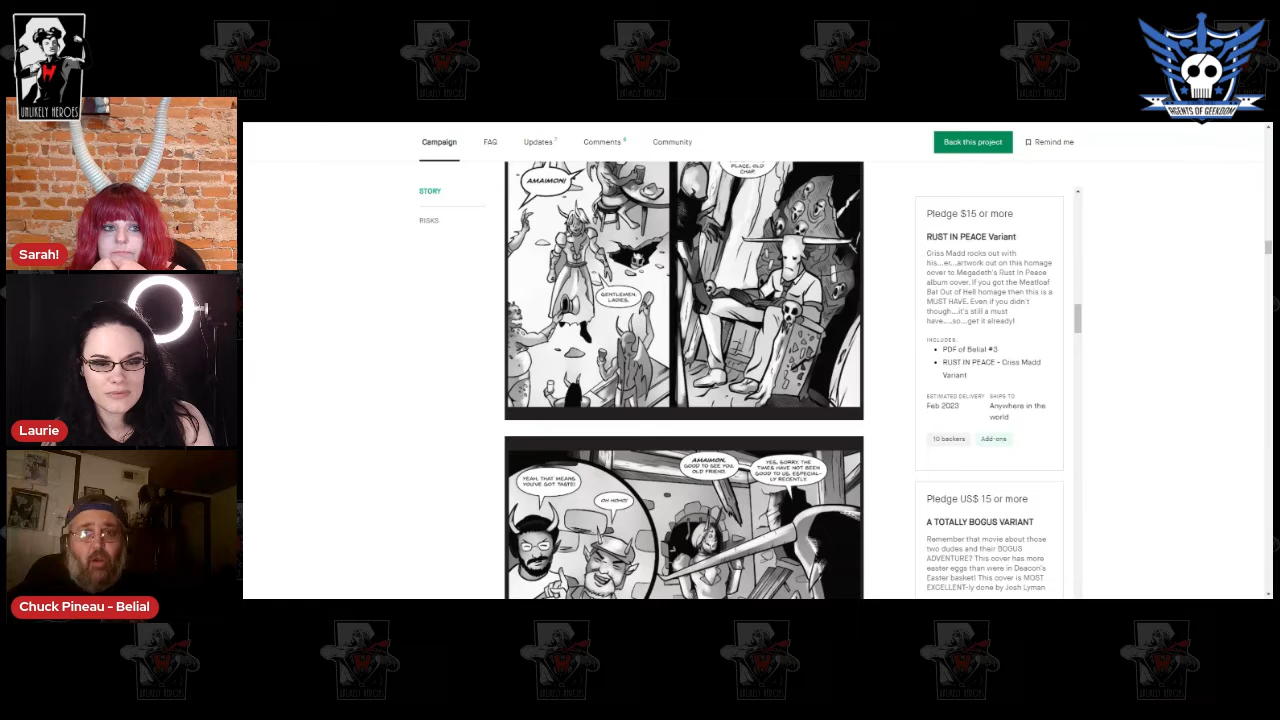 UNLIKELY HEROES
AGENTS OF GEEKDOM
Sarah!
Laurie
Chuck Pineau - Belial
Campaign
FAQ
Updates 7
Comments 6
Community
Back this project
Remind me
STORY
RISKS
AMAIMON!
PLACE, OLD
CHAP.
GENTLEMEN,
LADIES.
YEAH, THAT MEANS
YOU'VE GOT TASTE!
OH HOHO!
AMAIMON,
GOOD TO SEE YOU,
OLD FRIEND.
YES, SORRY. THE
TIMES HAVE NOT BEEN
GOOD TO US, ESPECIAL-
LY RECENTLY.
Pledge $15 or more
RUST IN PEACE Variant
Criss Madd rocks out with
his...er...artwork out on this homage
cover to Megadeth's Rust In Peace
album cover. If you got the Meatloaf
Bat Out of Hell homage then this is a
MUST HAVE. Even if you didn't
though...it's still a must
have.....so....get it already!
INCLUDES:
PDF of Belial #3
RUST IN PEACE - Criss Madd
Variant
ESTIMATED DELIVERY
Feb 2023
SHIPS TO
Anywhere in the
world
10 backers
Add-ons
Pledge US$ 15 or more
A TOTALLY BOGUS VARIANT
Remember that movie about those
two dudes and their BOGUS
ADVENTURE? This cover has more
easter eggs than were in Deacon's
Easter basket! This cover is MOST
EXCELLENT-ly done by Josh Lyman